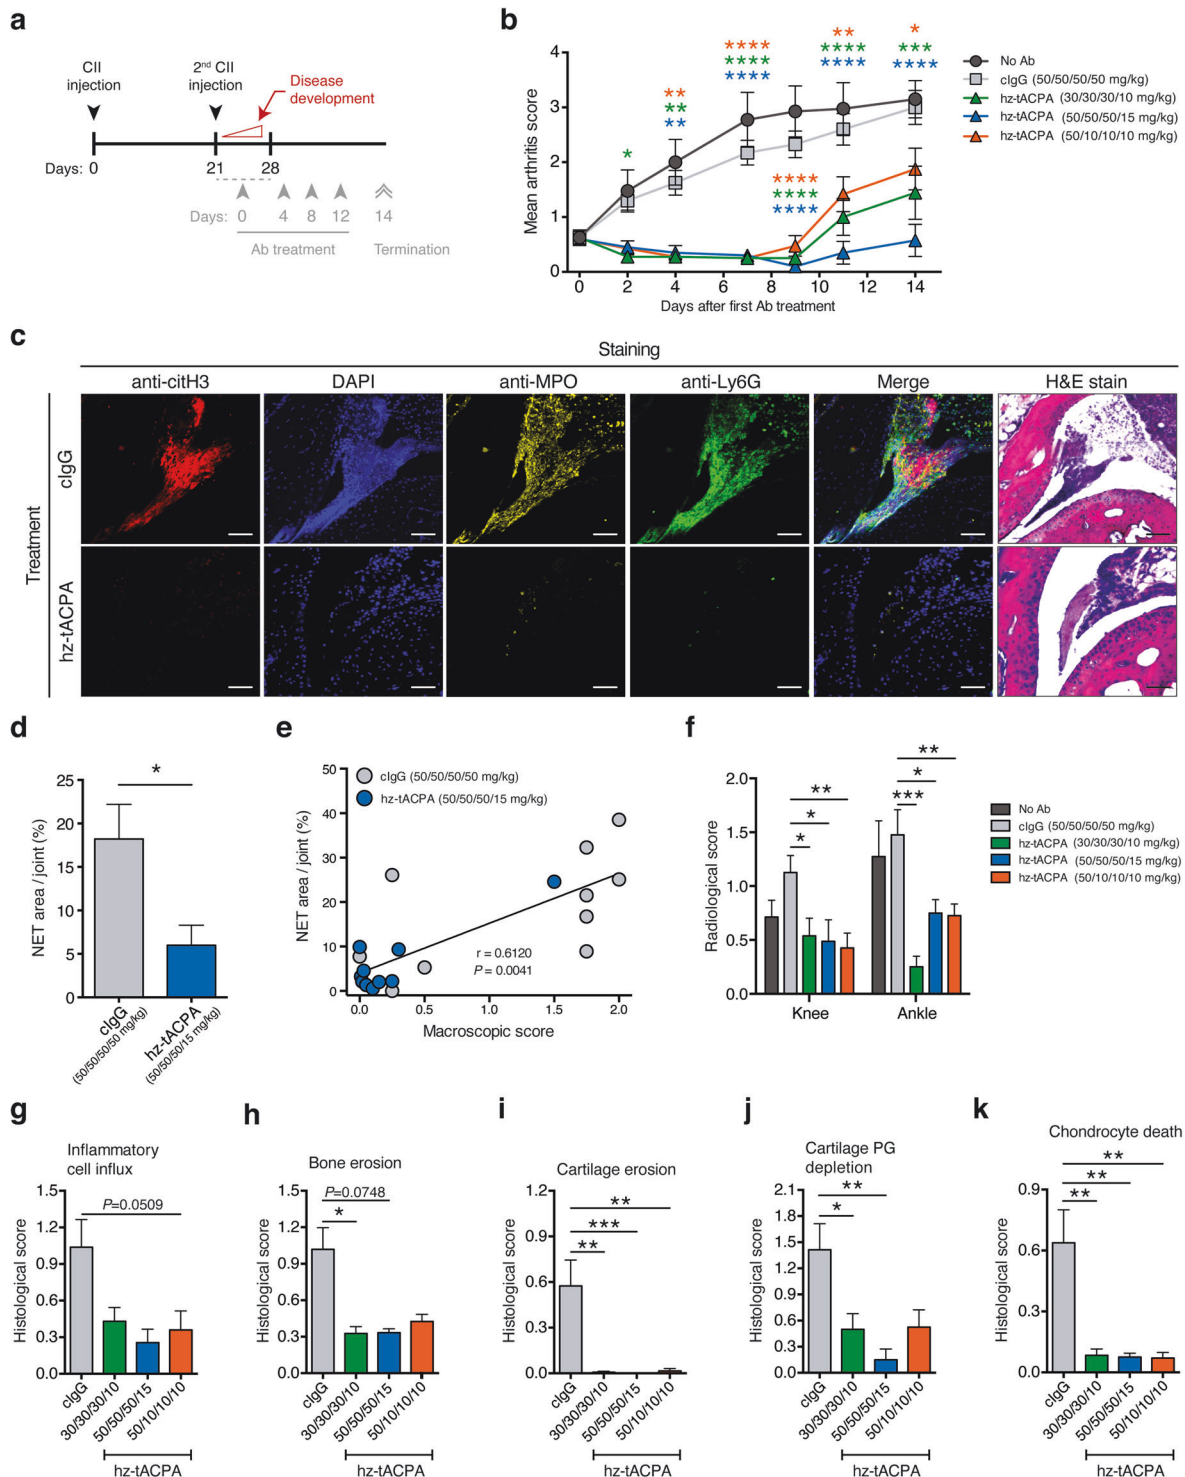 a
CII
injection
2nd CII
injection
Disease
development
Days: 0
21
28
Days: 0 4 8 12 14
Ab treatment
Termination
b
Mean arthritis score
4
3
2
1
0
*
**
**
**
****
****
****
****
****
****
**
****
****
*
***
****
0 2 4 6 8 10 12 14
Days after first Ab treatment
No Ab
cIgG (50/50/50/50 mg/kg)
hz-tACPA (30/30/30/10 mg/kg)
hz-tACPA (50/50/50/15 mg/kg)
hz-tACPA (50/10/10/10 mg/kg)
c
Staining
anti-citH3 DAPI anti-MPO anti-Ly6G Merge H&E stain
Treatment
cIgG
hz-tACPA
d
NET area / joint (%)
25
20
15
10
5
0
*
cIgG
(50/50/50/50 mg/kg)
hz-tACPA
(50/50/50/15 mg/kg)
e
NET area / joint (%)
50
40
30
20
10
0
cIgG (50/50/50/50 mg/kg)
hz-tACPA (50/50/50/15 mg/kg)
r = 0.6120
P = 0.0041
0.0 0.5 1.0 1.5 2.0
Macroscopic score
f
Radiological score
2.0
1.5
1.0
0.5
0.0
**
*
*
**
*
***
Knee Ankle
No Ab
cIgG (50/50/50/50 mg/kg)
hz-tACPA (30/30/30/10 mg/kg)
hz-tACPA (50/50/50/15 mg/kg)
hz-tACPA (50/10/10/10 mg/kg)
g
Inflammatory
cell influx
Histological score
1.5
1.2
0.9
0.6
0.3
0.0
P=0.0509
cIgG
30/30/30/10
50/50/50/15
50/10/10/10
hz-tACPA
h
Bone erosion
Histological score
1.5
1.2
0.9
0.6
0.3
0.0
P=0.0748
*
cIgG
30/30/30/10
50/50/50/15
50/10/10/10
hz-tACPA
i
Cartilage erosion
Histological score
1.2
0.9
0.6
0.3
0.0
**
***
**
cIgG
30/30/30/10
50/50/50/15
50/10/10/10
hz-tACPA
j
Cartilage PG
depletion
Histological score
2.1
1.8
1.5
1.2
0.9
0.6
0.3
0.0
**
*
cIgG
30/30/30/10
50/50/50/15
50/10/10/10
hz-tACPA
k
Chondrocyte death
Histological score
0.9
0.6
0.3
0.0
**
**
**
cIgG
30/30/30/10
50/50/50/15
50/10/10/10
hz-tACPA